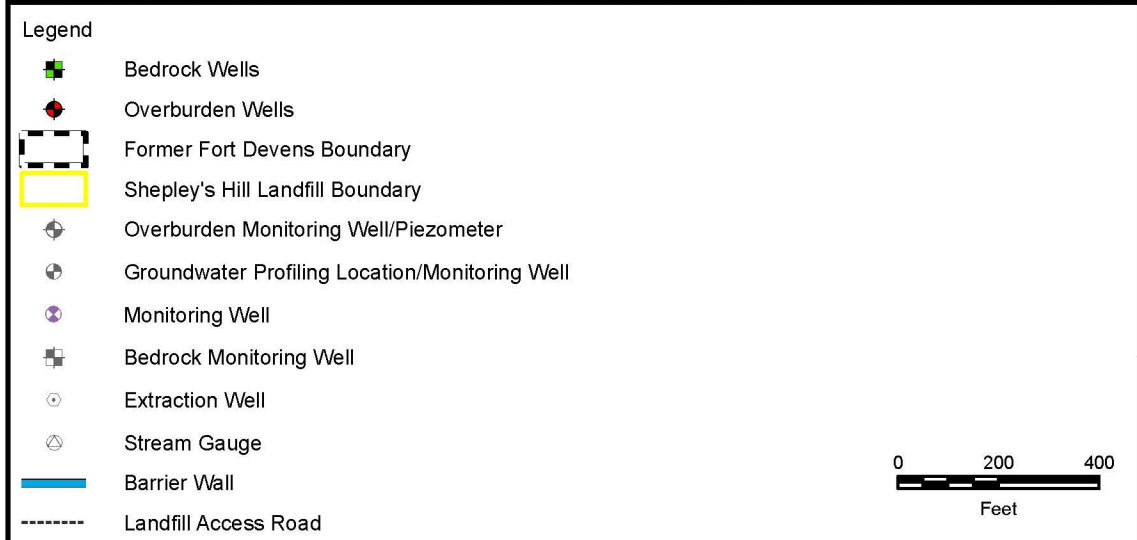 Legend
Bedrock Wells
Overburden Wells
Former Fort Devens Boundary
Shepley's Hill Landfill Boundary
Overburden Monitoring Well/Piezometer
Groundwater Profiling Location/Monitoring Well
Monitoring Well
Bedrock Monitoring Well
Extraction Well
Stream Gauge
Barrier Wall
Landfill Access Road
0 200 400
Feet